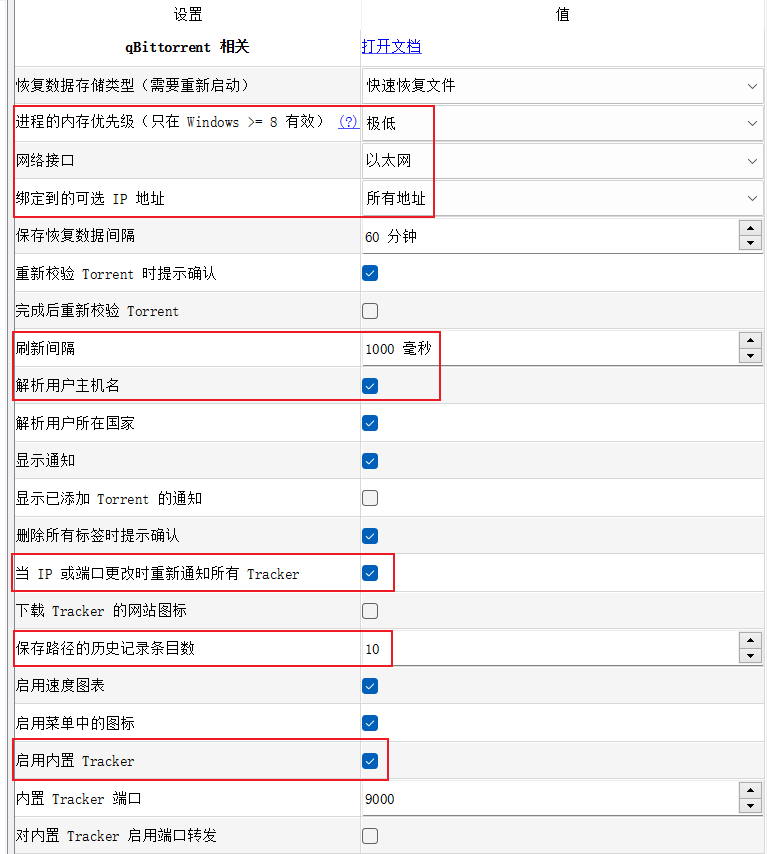 设置 值
qBittorrent 相关 打开文档
恢复数据存储类型（需要重新启动） 快速恢复文件
进程的内存优先级（只在 Windows >= 8 有效） (?) 极低
网络接口 以太网
绑定到的可选 IP 地址 所有地址
保存恢复数据间隔 60 分钟
重新校验 Torrent 时提示确认
完成后重新校验 Torrent
刷新间隔 1000 毫秒
解析用户主机名
解析用户所在国家
显示通知
显示已添加 Torrent 的通知
删除所有标签时提示确认
当 IP 或端口更改时重新通知所有 Tracker
下载 Tracker 的网站图标
保存路径的历史记录条目数 10
启用速度图表
启用菜单中的图标
启用内置 Tracker
内置 Tracker 端口 9000
对内置 Tracker 启用端口转发